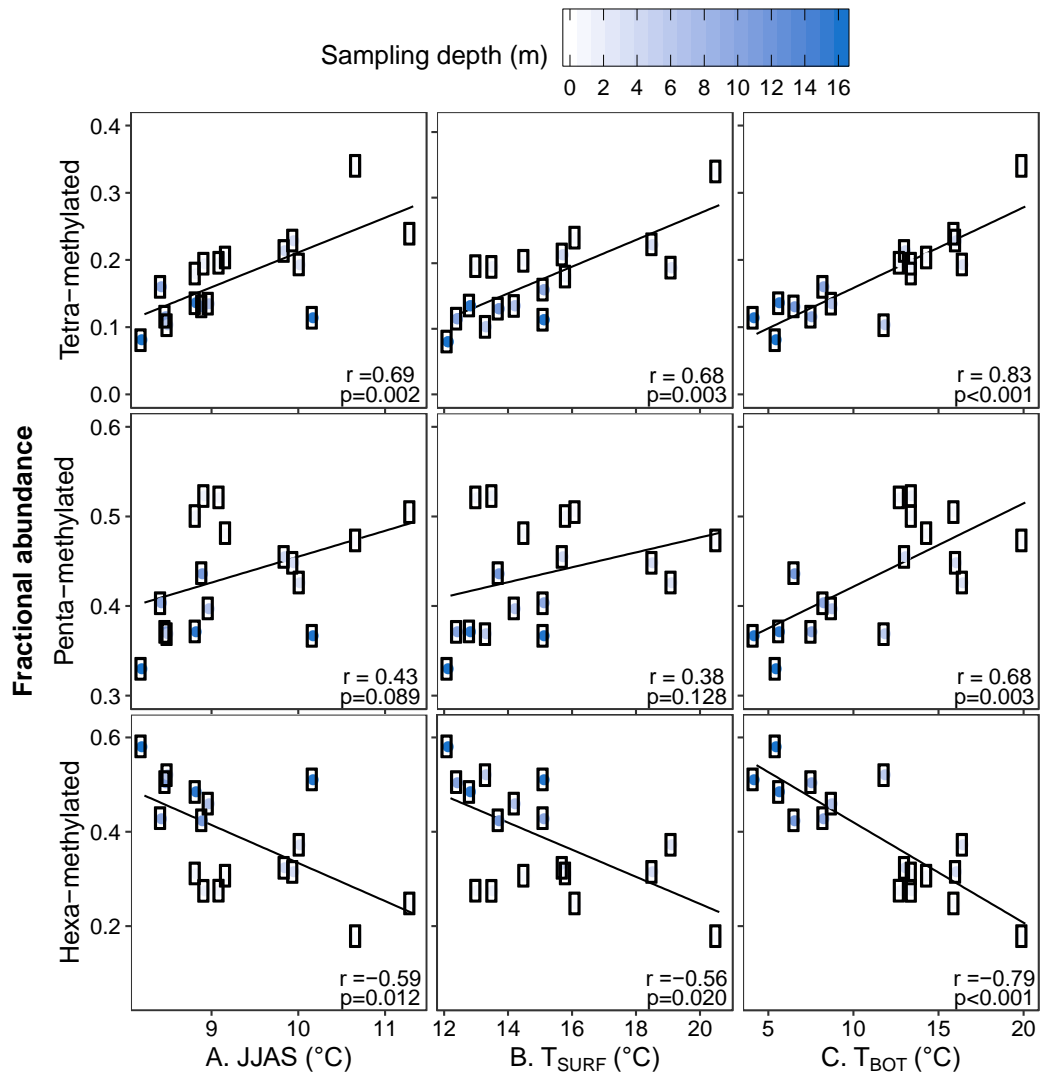 Sampling depth (m)
0 2 4 6 8 10 12 14 16
Fractional abundance
Tetra−methylated
0.4
0.3
0.2
0.1
0.0
r =0.69
p=0.002
r = 0.68
p=0.003
r = 0.83
p<0.001
Penta−methylated
0.6
0.5
0.4
0.3
r = 0.43
p=0.089
r = 0.38
p=0.128
r = 0.68
p=0.003
Hexa−methylated
0.6
0.4
0.2
r =−0.59
p=0.012
r =−0.56
p=0.020
r =−0.79
p<0.001
9 10 11
12 14 16 18 20
5 10 15 20
A. JJAS (°C)
B. TSURF (°C)
C. TBOT (°C)